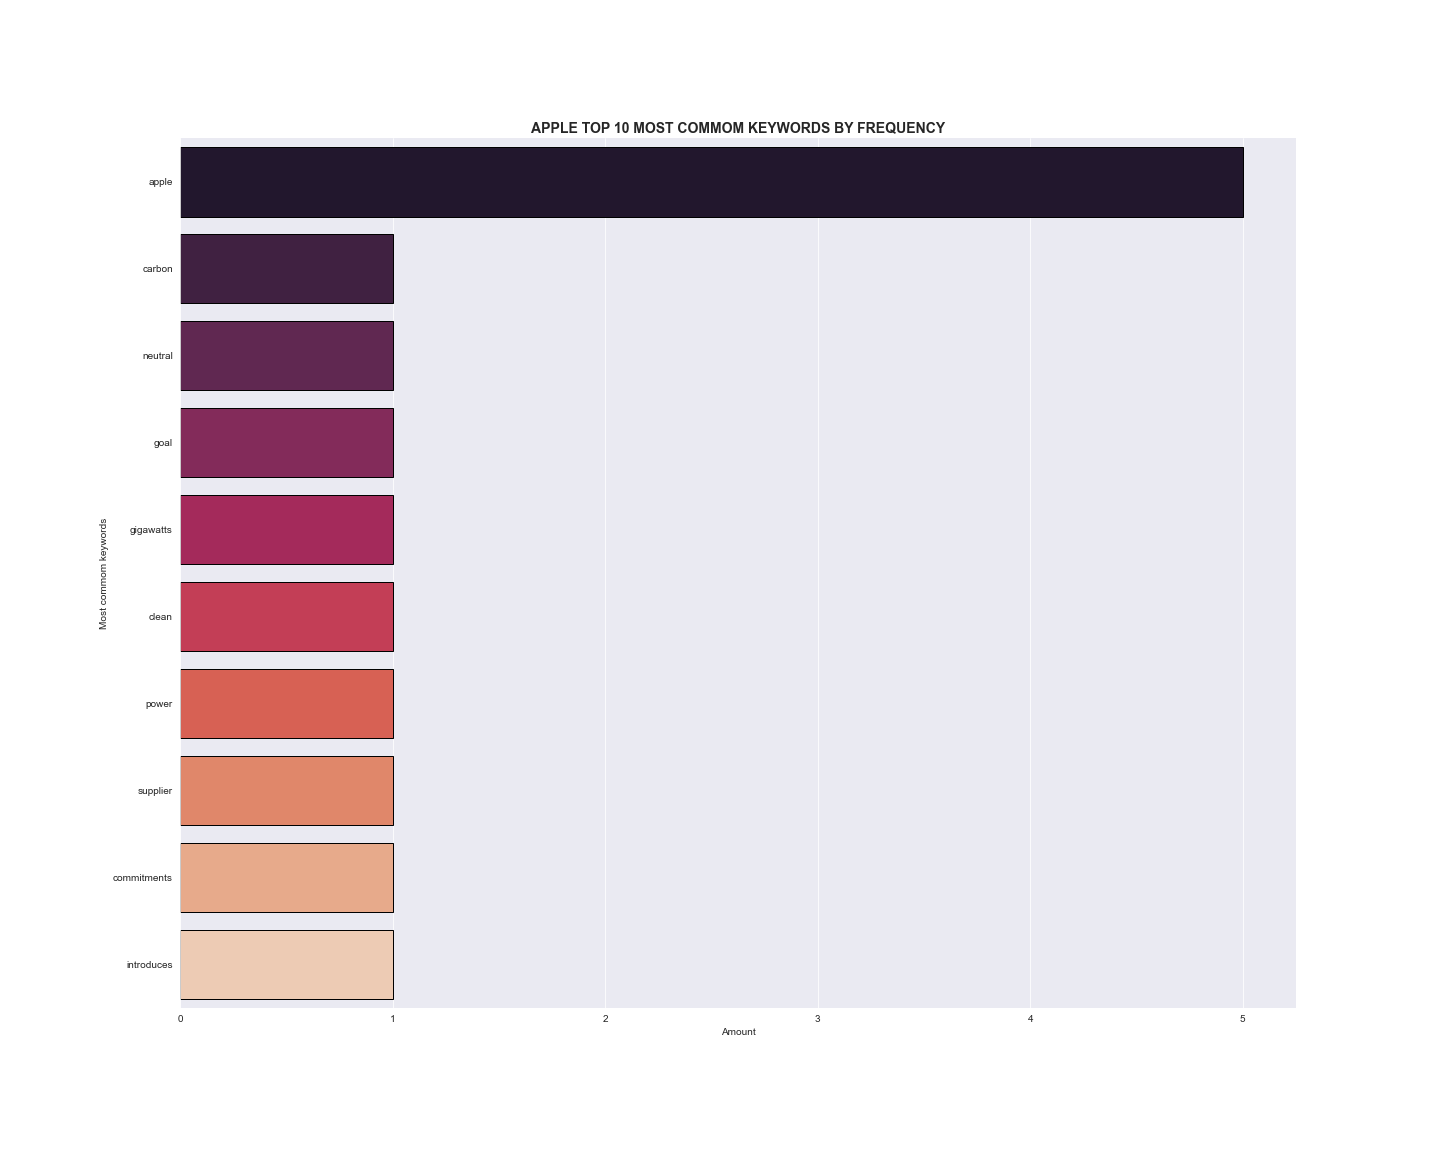 APPLE TOP 10 MOST COMMOM KEYWORDS BY FREQUENCY
Most commom keywords
apple
carbon
neutral
goal
gigawatts
clean
power
supplier
commitments
introduces
0 1 2 3 4 5
Amount